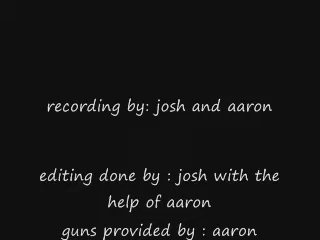 recording by: josh and aaron
editing done by : josh with the
help of aaron
guns provided by : aaron